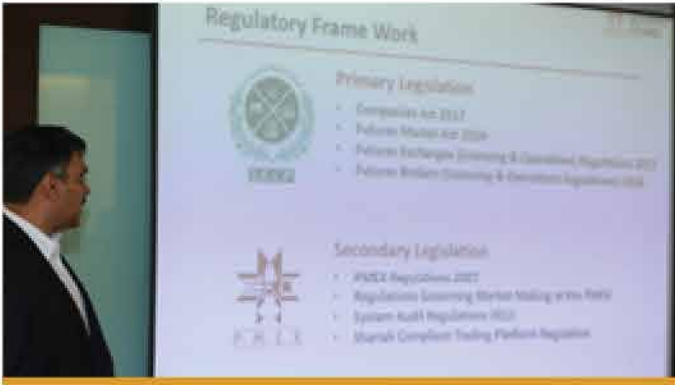 Regulatory Frame Work
Primary Legislation
Companies Act 2017
Futures Market Act 2016
Futures Exchanges (Licensing & Operations) Regulations 2017
Futures Brokers (Licensing & Operations) Regulations 2018
Secondary Legislation
PMEX Regulations 2007
Regulations Governing Market Making at the PMEX
System Audit Regulations
Shariah Compliant Trading Platform Regulation
P M E X